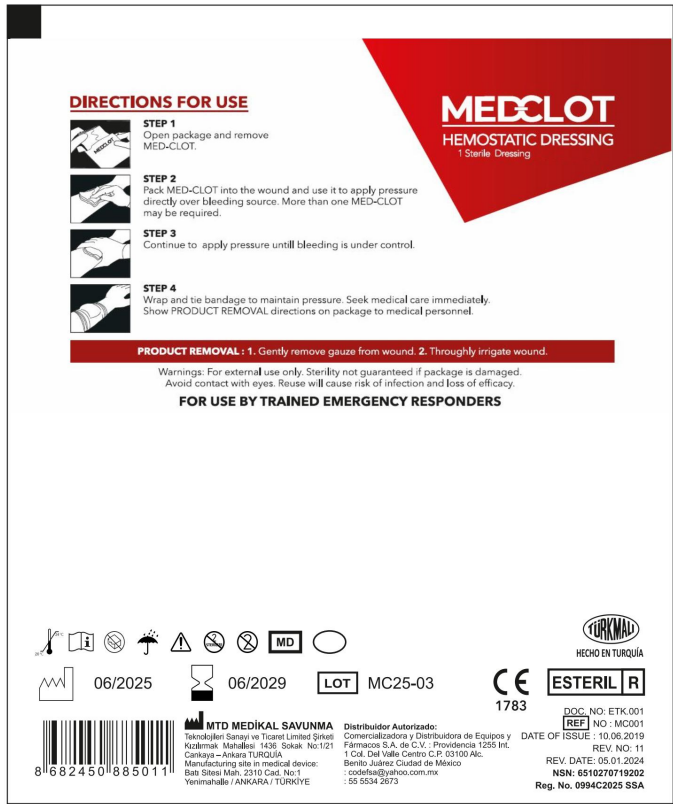 DIRECTIONS FOR USE
MED-CLOT
HEMOSTATIC DRESSING
1 Sterile Dressing
STEP 1
Open package and remove
MED-CLOT.
STEP 2
Pack MED-CLOT into the wound and use it to apply pressure
directly over bleeding source. More than one MED-CLOT
may be required.
STEP 3
Continue to apply pressure untill bleeding is under control.
STEP 4
Wrap and tie bandage to maintain pressure. Seek medical care immediately.
Show PRODUCT REMOVAL directions on package to medical personnel.
PRODUCT REMOVAL : 1. Gently remove gauze from wound. 2. Throughly irrigate wound.
Warnings: For external use only. Sterility not guaranteed if package is damaged.
Avoid contact with eyes. Reuse will cause risk of infection and loss of efficacy.
FOR USE BY TRAINED EMERGENCY RESPONDERS
MD
TÜRKMALI
HECHO EN TURQUÍA
06/2025
06/2029
LOT MC25-03
CE
1783
ESTERIL R
8 682450 885011
MTD MEDİKAL SAVUNMA
Teknolojileri Sanayi ve Ticaret Limited Şirketi
Kızılırmak Mahallesi 1436 Sokak No:1/21
Cankaya – Ankara TURQUÍA
Manufacturing site in medical device:
Batı Sitesi Mah. 2310 Cad. No:1
Yenimahalle / ANKARA / TÜRKİYE
Distribuidor Autorizado:
Comercializadora y Distribuidora de Equipos y
Fármacos S.A. de C.V. : Providencia 1255 Int.
1 Col. Del Valle Centro C.P. 03100 Alc.
Benito Juárez Ciudad de México
: codefsa@yahoo.com.mx
: 55 5534 2673
DOC. NO: ETK.001
REF NO : MC001
DATE OF ISSUE : 10.06.2019
REV. NO: 11
REV. DATE: 05.01.2024
NSN: 6510270719202
Reg. No. 0994C2025 SSA